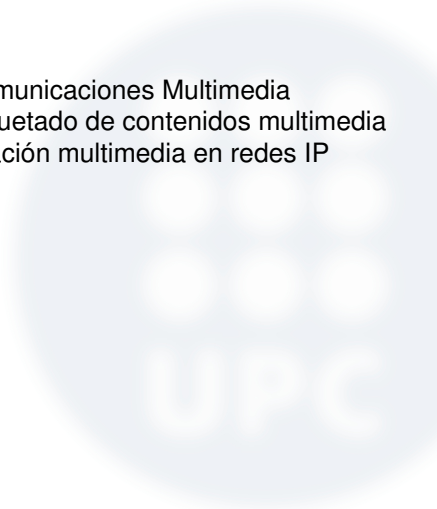 municaciones Multimedia
uetado de contenidos multimedia
ación multimedia en redes IP
UPC